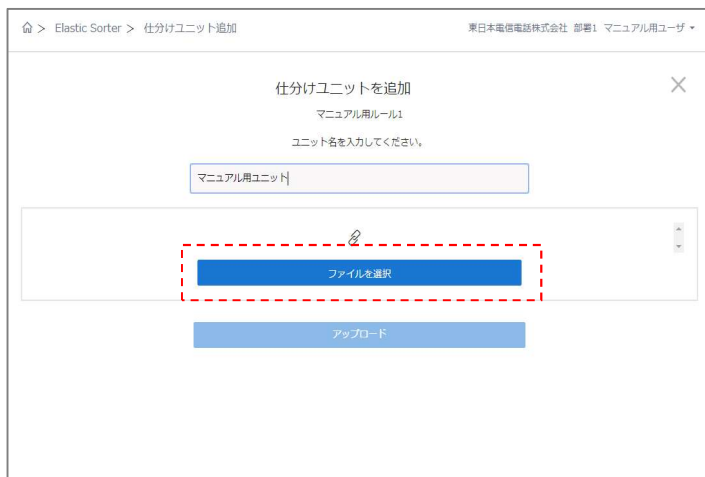 > Elastic Sorter > 仕分けユニット追加 東日本電信電話株式会社 部署1 マニュアル用ユーザ
仕分けユニットを追加
マニュアル用ルール1
ユニット名を入力してください。
マニュアル用ユニット
ファイルを選択
アップロード